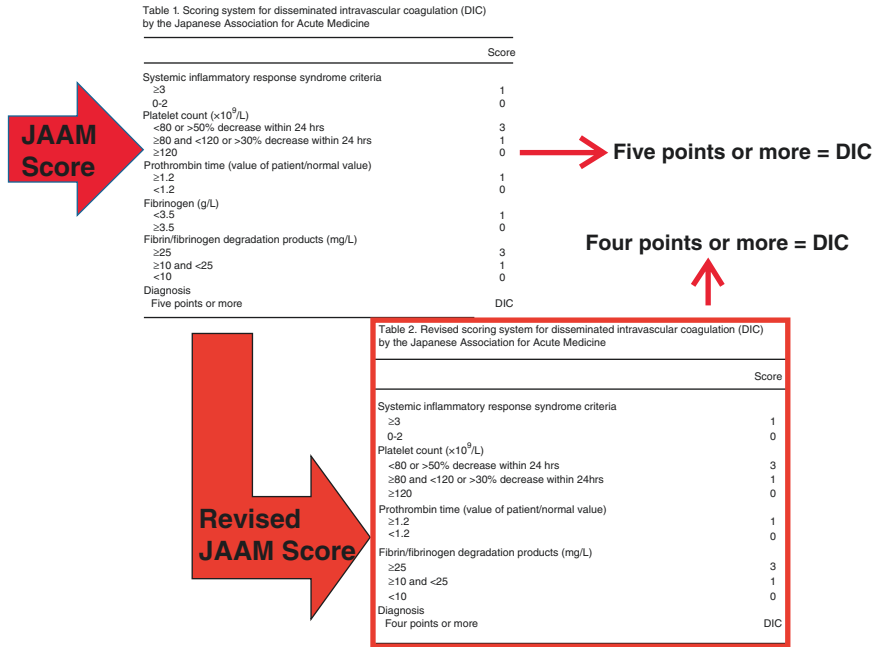 Table 1. Scoring system for disseminated intravascular coagulation (DIC)
by the Japanese Association for Acute Medicine
Score
Systemic inflammatory response syndrome criteria
≥3 1
0-2 0
Platelet count (×10⁹/L)
<80 or >50% decrease within 24 hrs 3
≥80 and <120 or >30% decrease within 24 hrs 1
≥120 0
Prothrombin time (value of patient/normal value)
≥1.2 1
<1.2 0
Fibrinogen (g/L)
<3.5 1
≥3.5 0
Fibrin/fibrinogen degradation products (mg/L)
≥25 3
≥10 and <25 1
<10 0
Diagnosis
Five points or more DIC
JAAM
Score
Five points or more = DIC
Four points or more = DIC
Revised
JAAM Score
Table 2. Revised scoring system for disseminated intravascular coagulation (DIC)
by the Japanese Association for Acute Medicine
Score
Systemic inflammatory response syndrome criteria
≥3 1
0-2 0
Platelet count (×10⁹/L)
<80 or >50% decrease within 24 hrs 3
≥80 and <120 or >30% decrease within 24hrs 1
≥120 0
Prothrombin time (value of patient/normal value)
≥1.2 1
<1.2 0
Fibrin/fibrinogen degradation products (mg/L)
≥25 3
≥10 and <25 1
<10 0
Diagnosis
Four points or more DIC